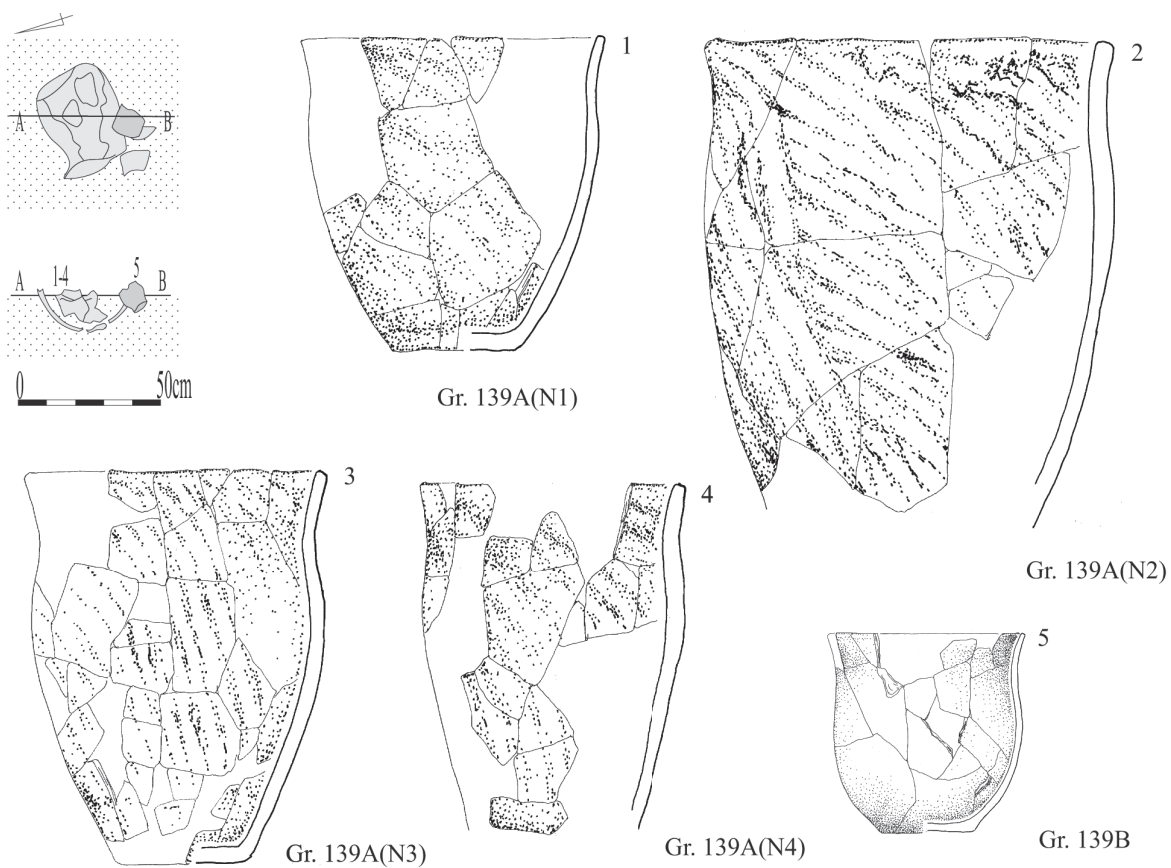 1
2
A B
A 1-4 5 B
0 50cm
Gr. 139A(N1)
3
4
Gr. 139A(N2)
5
Gr. 139A(N3)
Gr. 139A(N4)
Gr. 139B